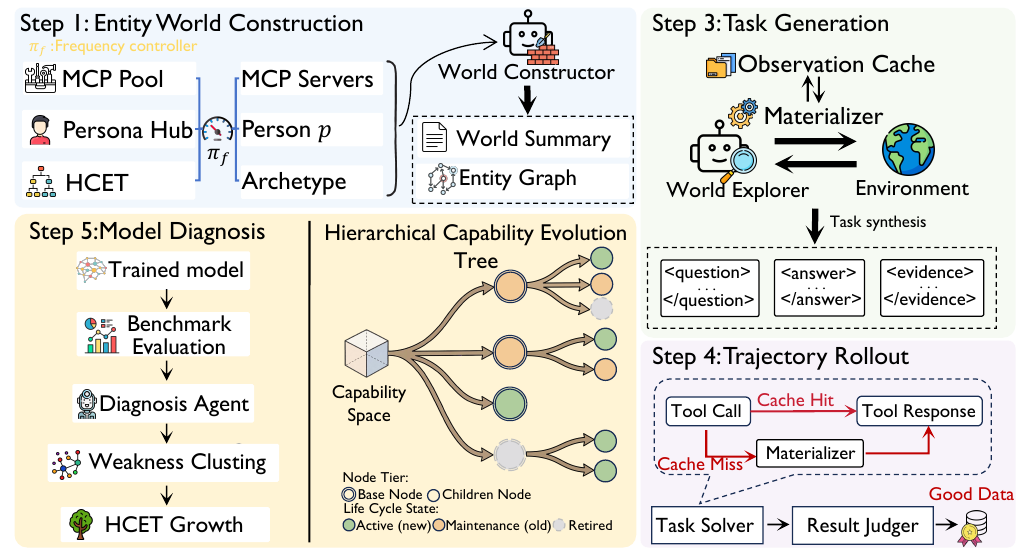 Step 1: Entity World Construction
π_f :Frequency controller
MCP Pool
Persona Hub
HCET
π_f
MCP Servers
Person p
Archetype
World Constructor
World Summary
Entity Graph
Step 3:Task Generation
Observation Cache
Materializer
World Explorer
Environment
Task synthesis
<question>
...
</question>
<answer>
...
</answer>
<evidence>
...
</evidence>
Step 4:Trajectory Rollout
Tool Call
Cache Hit
Tool Response
Cache Miss
Materializer
Good Data
Task Solver
Result Judger
Step 5:Model Diagnosis
Trained model
Benchmark
Evaluation
Diagnosis Agent
Weakness Clusting
HCET Growth
Hierarchical Capability Evolution
Tree
Capability
Space
Node Tier:
Base Node
Children Node
Life Cycle State:
Active (new)
Maintenance (old)
Retired